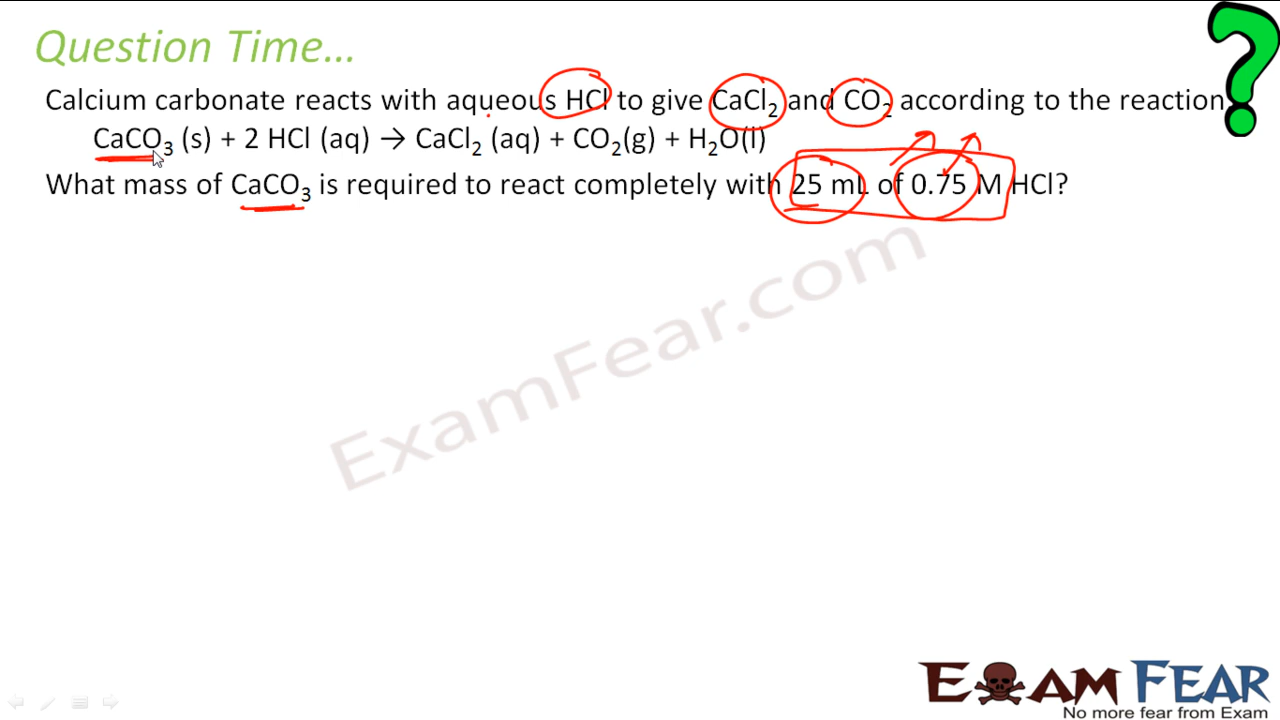 Question Time...
Calcium carbonate reacts with aqueous HCl to give CaCl₂ and CO₂ according to the reaction
CaCO₃ (s) + 2 HCl (aq) → CaCl₂ (aq) + CO₂(g) + H₂O(l)
What mass of CaCO₃ is required to react completely with 25 mL of 0.75 M HCl?
ExamFear.com
EXAM FEAR
No more fear from Exam